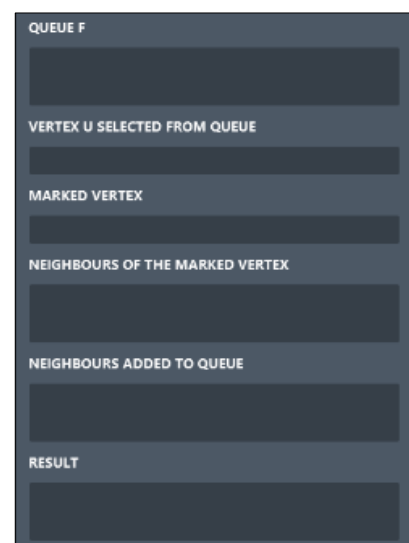 QUEUE F
VERTEX U SELECTED FROM QUEUE
MARKED VERTEX
NEIGHBOURS OF THE MARKED VERTEX
NEIGHBOURS ADDED TO QUEUE
RESULT